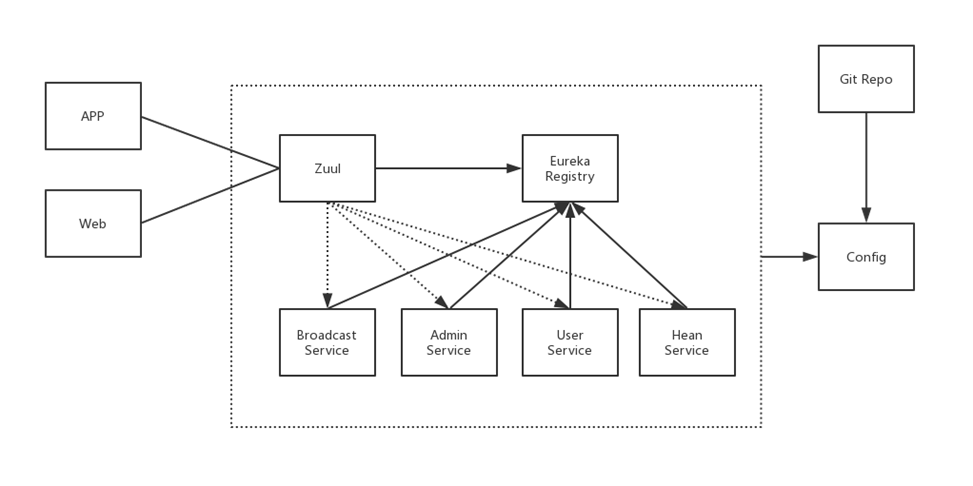 Git Repo
APP
Zuul
Eureka
Registry
Web
Config
Broadcast
Service
Admin
Service
User
Service
Hean
Service